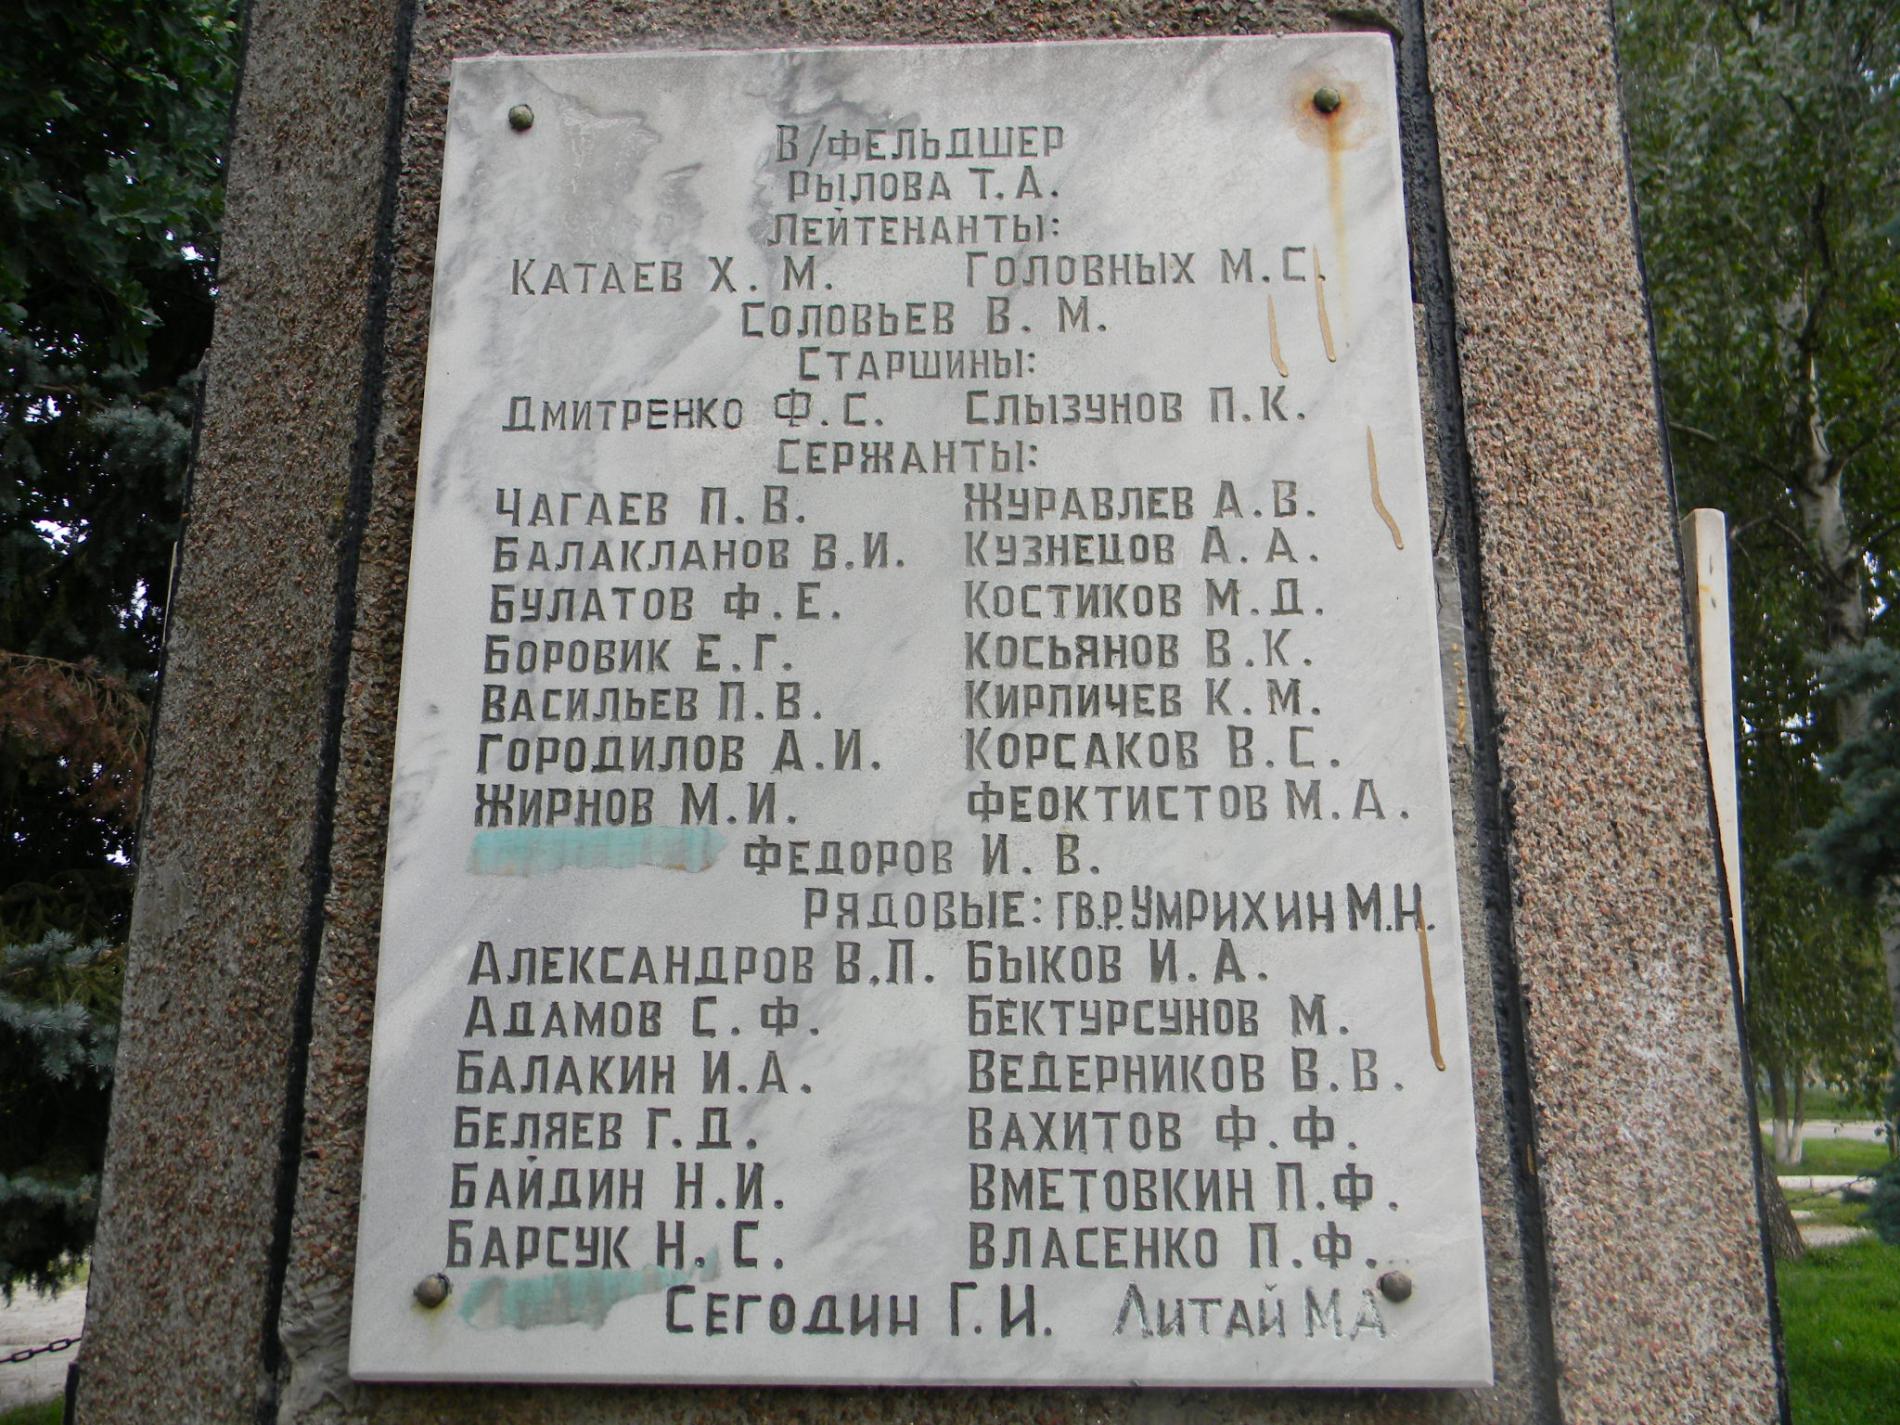 В/ФЕЛЬДШЕР
РЫЛОВА Т.А.
ЛЕЙТЕНАНТЫ:
КАТАЕВ Х.М. ГОЛОВНЫХ М.С.
СОЛОВЬЕВ В.М.
СТАРШИНЫ:
ДМИТРЕНКО Ф.С. СЛЫЗУНОВ П.К.
СЕРЖАНТЫ:
ЧАГАЕВ П.В. ЖУРАВЛЕВ А.В.
БАЛАКЛАНОВ В.И. КУЗНЕЦОВ А.А.
БУЛАТОВ Ф.Е. КОСТИКОВ М.Д.
БОРОВИК Е.Г. КОСЬЯНОВ В.К.
ВАСИЛЬЕВ П.В. КИРПИЧЕВ К.М.
ГОРОДИЛОВ А.И. КОРСАКОВ В.С.
ЖИРНОВ М.И. ФЕОКТИСТОВ М.А.
ФЕДОРОВ И.В.
РЯДОВЫЕ: ГВ.Р. УМРИХИН М.Н.
АЛЕКСАНДРОВ В.П. БЫКОВ И.А.
АДАМОВ С.Ф. БЕКТУРСУНОВ М.
БАЛАКИН И.А. ВЕДЕРНИКОВ В.В.
БЕЛЯЕВ Г.Д. ВАХИТОВ Ф.Ф.
БАЙДИН Н.И. ВМЕТОВКИН П.Ф.
БАРСУК Н.С. ВЛАСЕНКО П.Ф.
СЕГОДИН Г.И. ЛИТАЙ МА